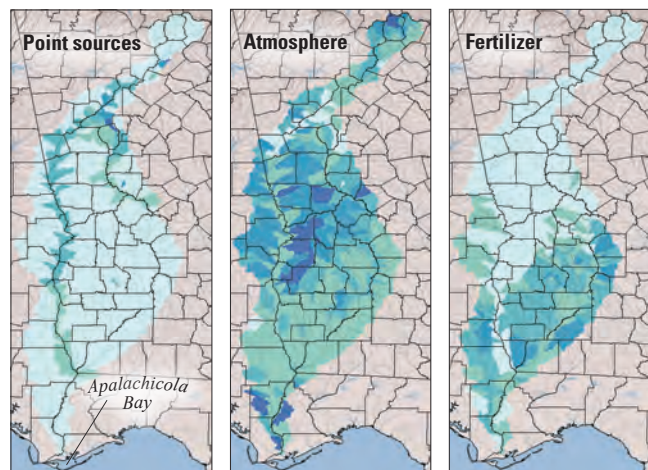 Point sources
Atmosphere
Fertilizer
Apalachicola
Bay